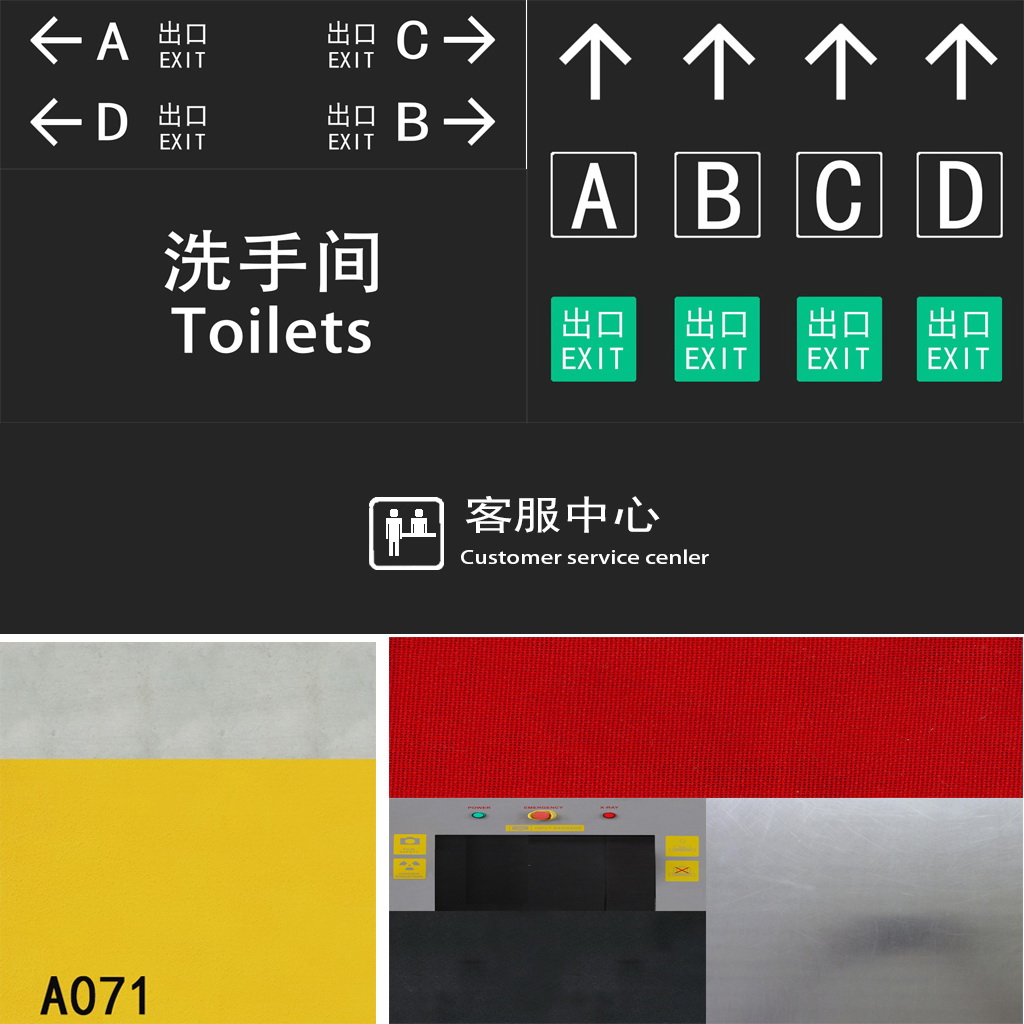 A 出口
EXIT
出口 C
EXIT
D 出口
EXIT
出口 B
EXIT
洗手间
Toilets
A B C D
出口 出口 出口 出口
EXIT EXIT EXIT EXIT
客服中心
Customer service cenler
POWER EMERGENCY X-RAY
A071